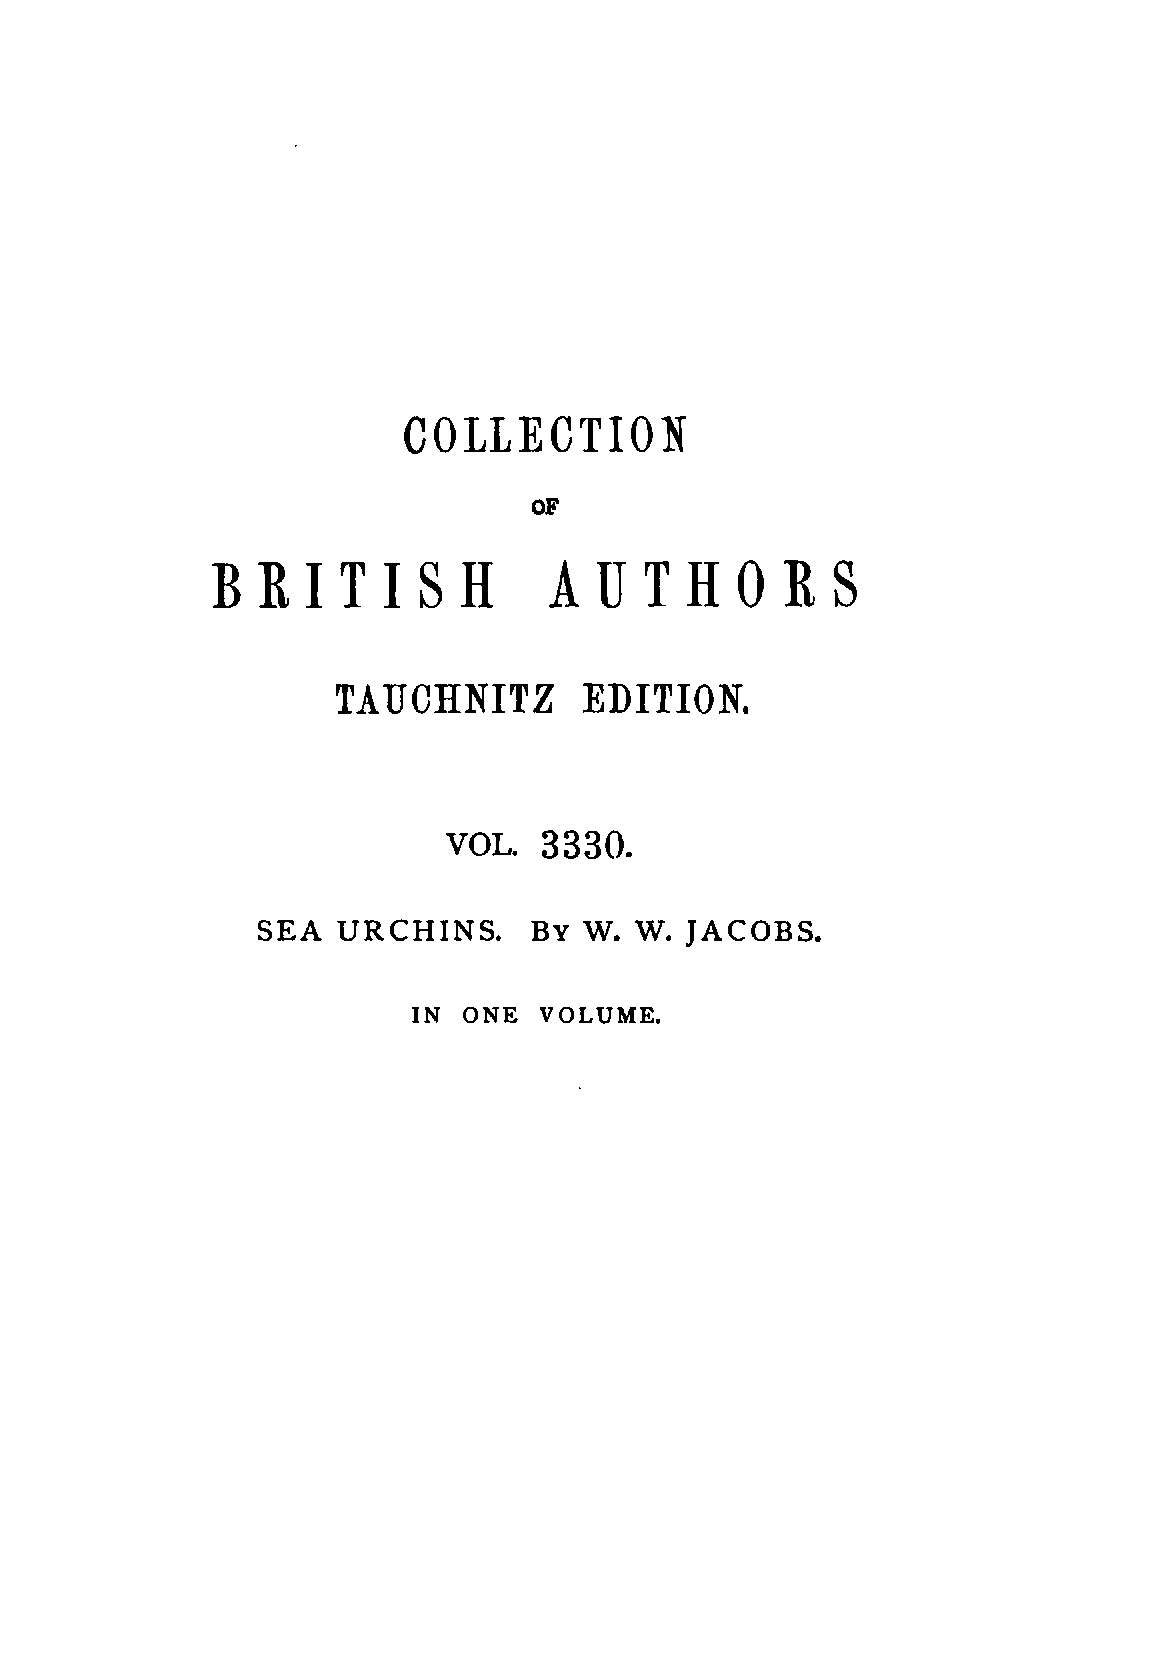 COLLECTION
OF
BRITISH AUTHORS
TAUCHNITZ EDITION.
VOL. 3330.
SEA URCHINS. BY W. W. JACOBS.
IN ONE VOLUME.